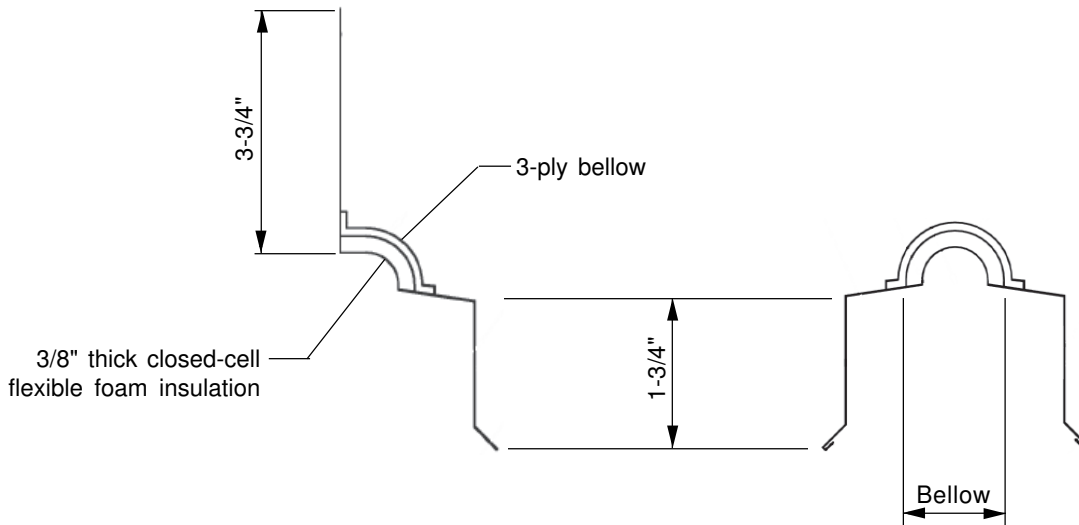 3-3/4"
3-ply bellow
3/8" thick closed-cell
flexible foam insulation
1-3/4"
Bellow